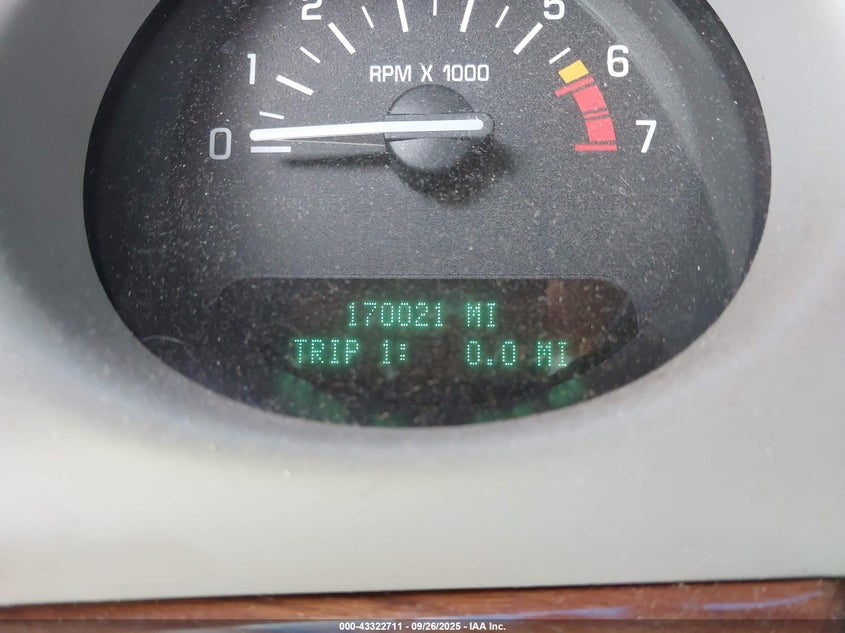 2 5
1 6
RPM X 1000
0 7
170021 MI
TRIP 1: 0.0 MI
000-43322711 - 09/26/2025 - IAA Inc.